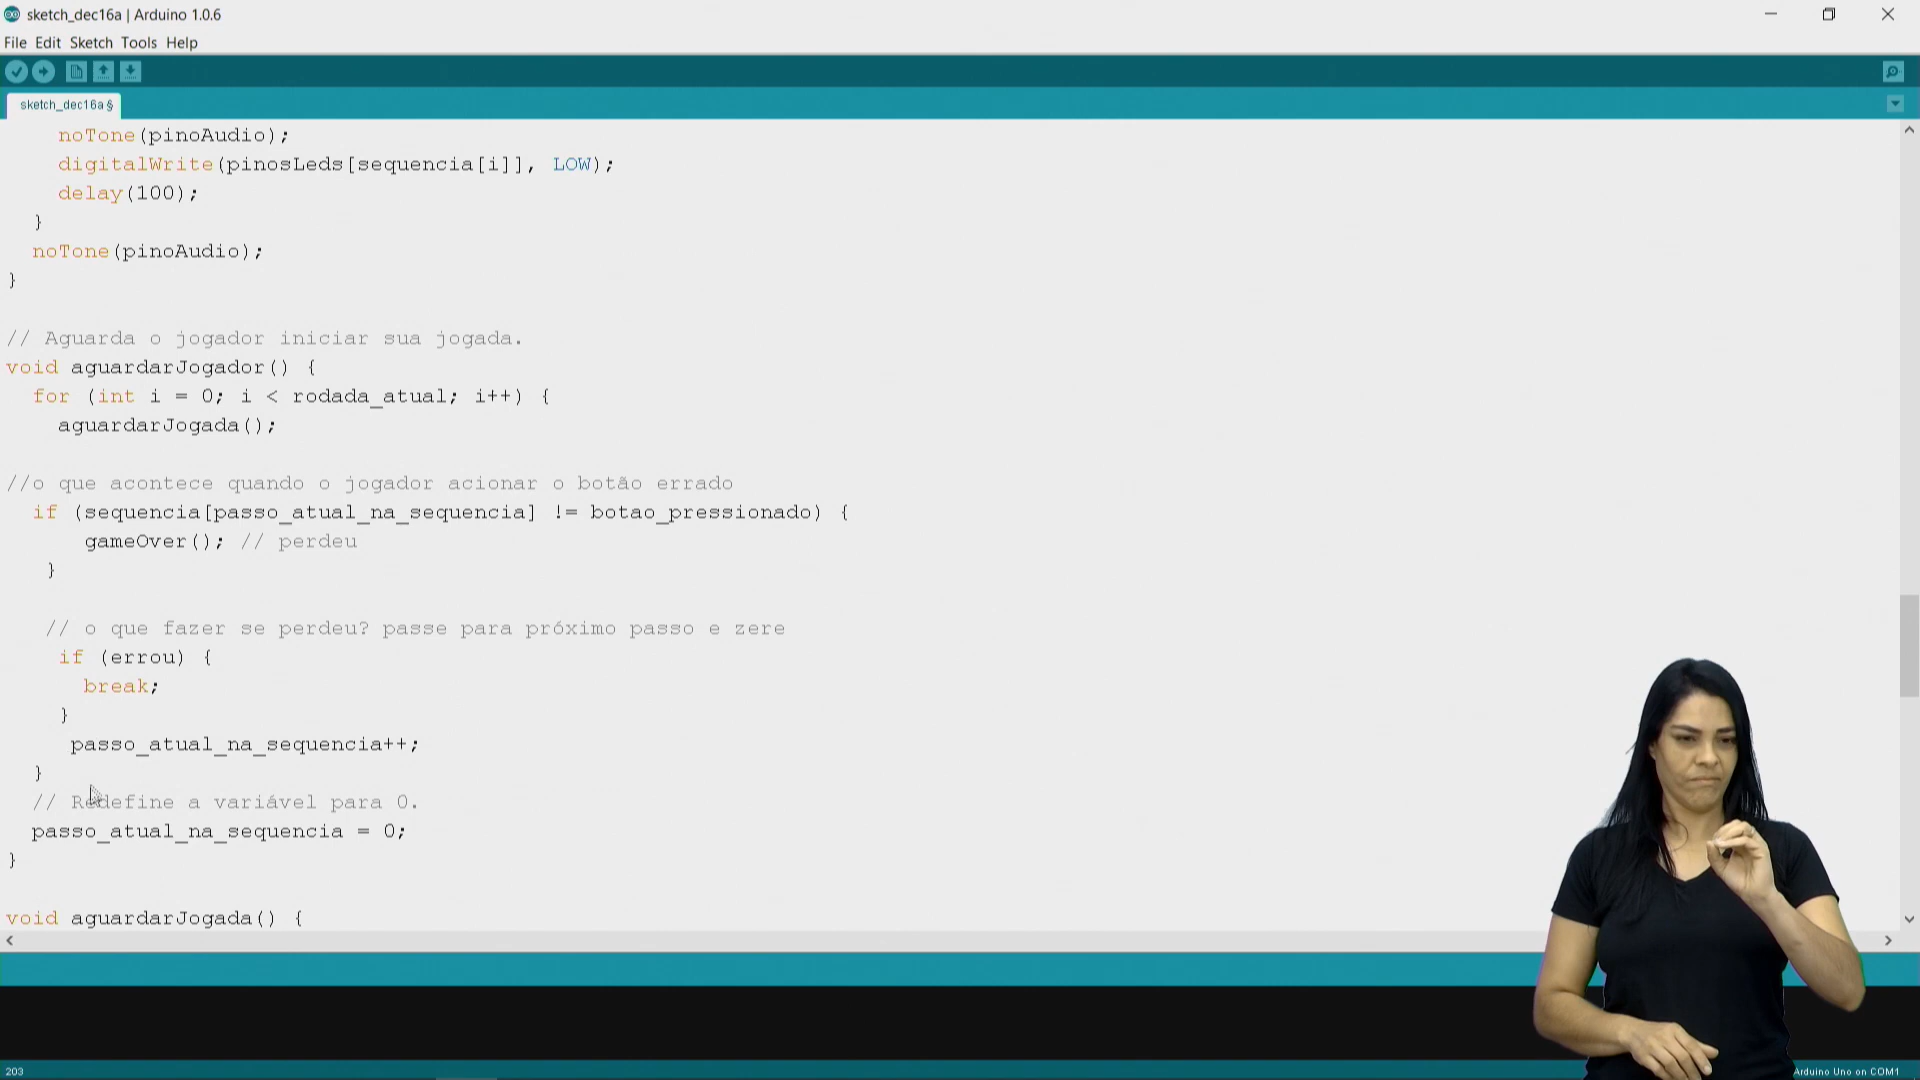 sketch_dec16a | Arduino 1.0.6
File Edit Sketch Tools Help
sketch_dec16a §
noTone(pinoAudio);
digitalWrite(pinosLeds[sequencia[i]], LOW);
delay(100);
}
noTone(pinoAudio);
}
// Aguarda o jogador iniciar sua jogada.
void aguardarJogador() {
for (int i = 0; i < rodada_atual; i++) {
aguardarJogada();
//o que acontece quando o jogador acionar o botão errado
if (sequencia[passo_atual_na_sequencia] != botao_pressionado) {
gameOver(); // perdeu
}
// o que fazer se perdeu? passe para próximo passo e zere
if (errou) {
break;
}
passo_atual_na_sequencia++;
}
// Redefine a variável para 0.
passo_atual_na_sequencia = 0;
}
void aguardarJogada() {
203
Arduino Uno on COM1